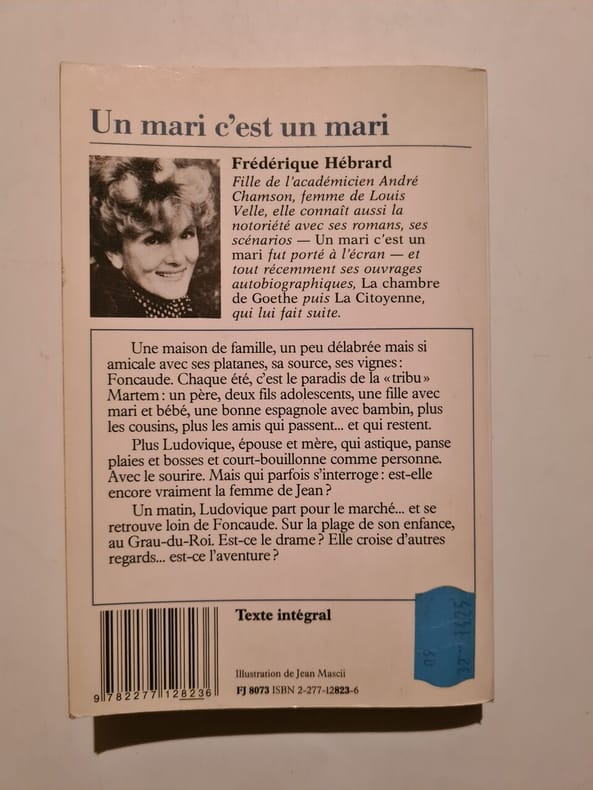 Un mari c'est un mari
Frédérique Hébrard
Fille de l'académicien André
Chamson, femme de Louis
Velle, elle connaît aussi la
notoriété avec ses romans, ses
scénarios — Un mari c'est un
mari fut porté à l'écran — et
tout récemment ses ouvrages
autobiographiques, La chambre
de Goethe puis La Citoyenne,
qui lui fait suite.
Une maison de famille, un peu délabrée mais si
amicale avec ses platanes, sa source, ses vignes :
Foncaude. Chaque été, c'est le paradis de la « tribu »
Martem : un père, deux fils adolescents, une fille avec
mari et bébé, une bonne espagnole avec bambin, plus
les cousins, plus les amis qui passent... et qui restent.
Plus Ludovique, épouse et mère, qui astique, panse
plaies et bosses et court-bouillonne comme personne.
Avec le sourire. Mais qui parfois s'interroge : est-elle
encore vraiment la femme de Jean ?
Un matin, Ludovique part pour le marché... et se
retrouve loin de Foncaude. Sur la plage de son enfance,
au Grau-du-Roi. Est-ce le drame ? Elle croise d'autres
regards... est-ce l'aventure ?
Texte intégral
Illustration de Jean Mascii
FJ 8073 ISBN 2-277-12823-6
9 782277 128236